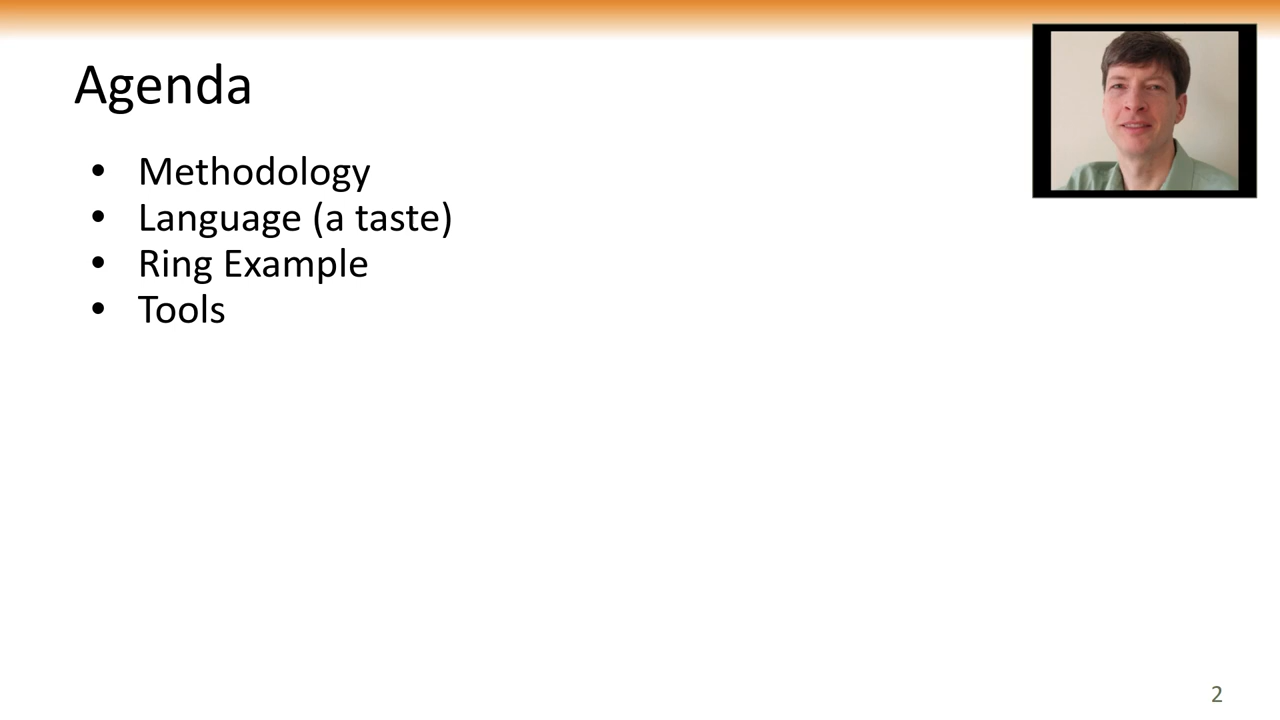 Agenda
• Methodology
• Language (a taste)
• Ring Example
• Tools
2